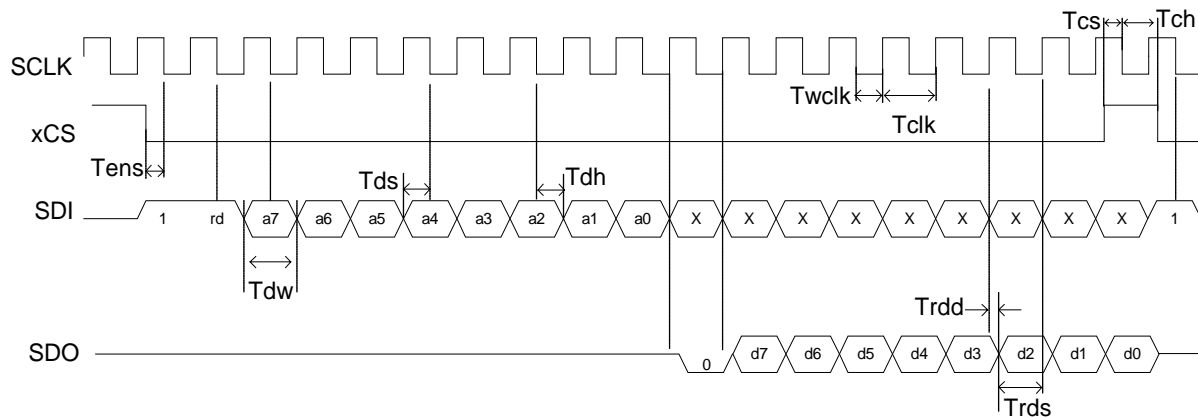 Tcs Tch
SCLK
Twclk
Tclk
xCS
Tens
Tds
Tdh
SDI 1 rd a7 a6 a5 a4 a3 a2 a1 a0 X X X X X X X X X 1
Tdw
Trdd
SDO 0 d7 d6 d5 d4 d3 d2 d1 d0
Trds